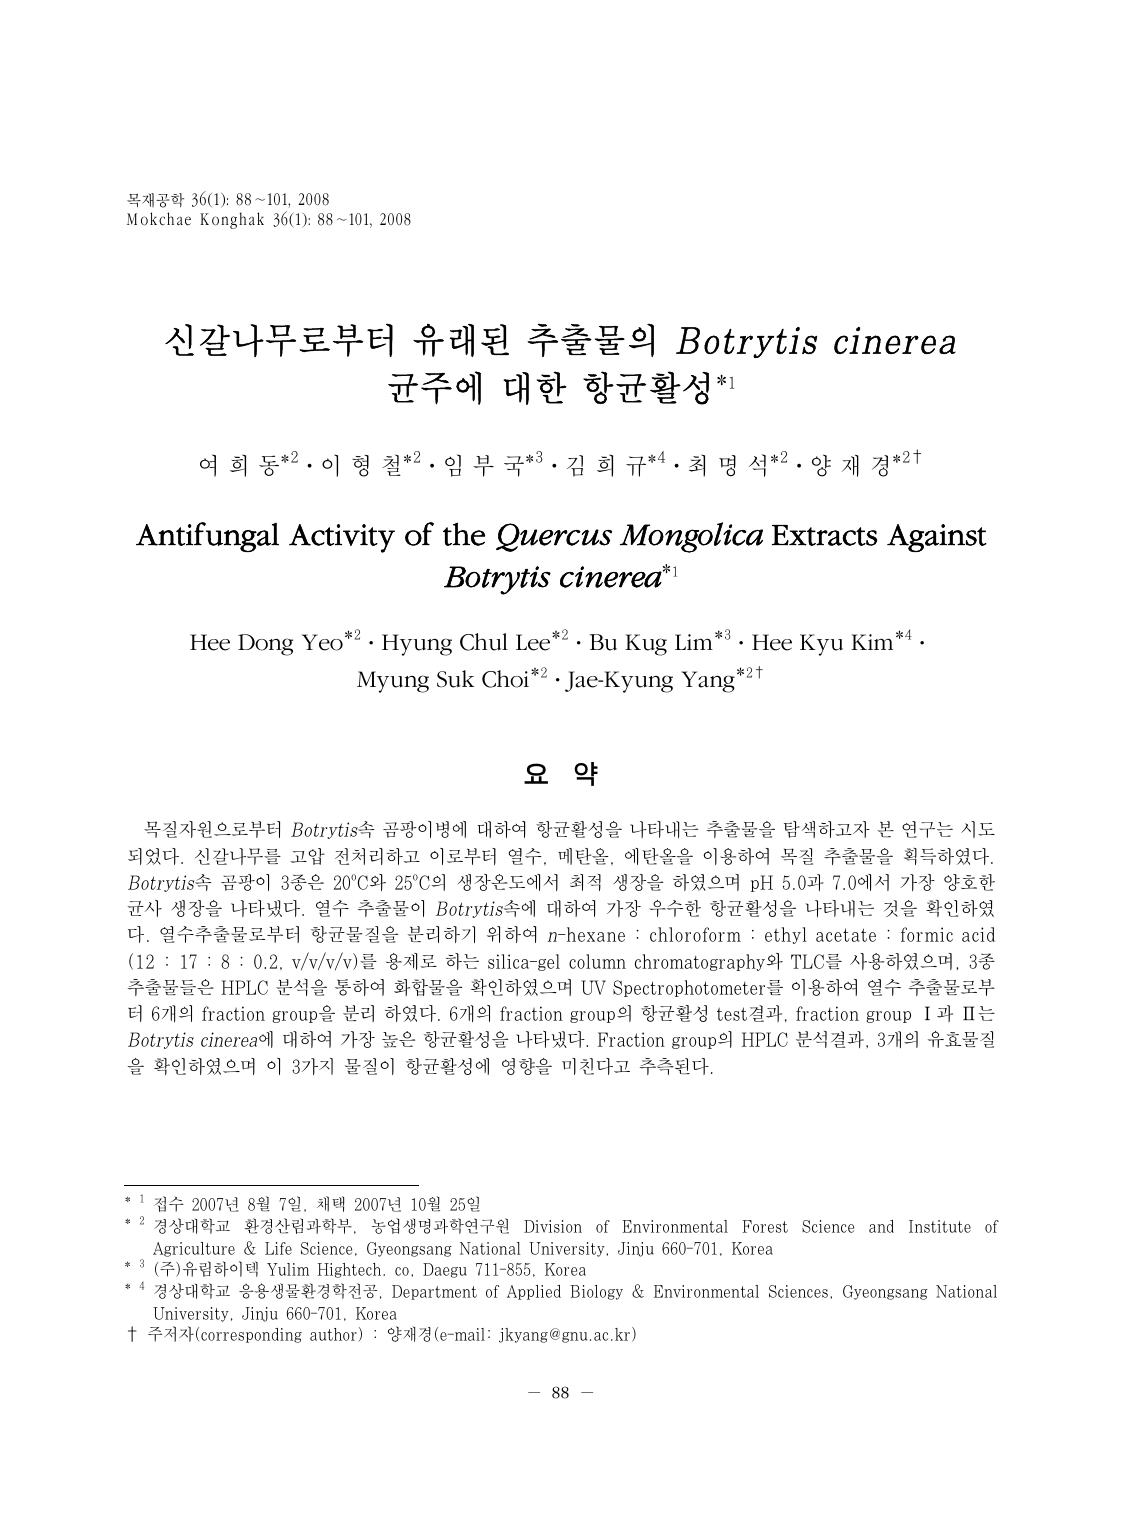 목재공학 36(1): 88~101, 2008
Mokchae Konghak 36(1): 88~101, 2008
신갈나무로부터 유래된 추출물의 Botrytis cinerea
균주에 대한 항균활성*1
여 희 동*2 · 이 형 철*2 · 임 부 국*3 · 김 희 규*4 · 최 명 석*2 · 양 재 경*2†
Antifungal Activity of the Quercus Mongolica Extracts Against
Botrytis cinerea*1
Hee Dong Yeo*2 · Hyung Chul Lee*2 · Bu Kug Lim*3 · Hee Kyu Kim*4 ·
Myung Suk Choi*2 · Jae-Kyung Yang*2†
요 약
목질자원으로부터 Botrytis속 곰팡이병에 대하여 항균활성을 나타내는 추출물을 탐색하고자 본 연구는 시도
되었다. 신갈나무를 고압 전처리하고 이로부터 열수, 메탄올, 에탄올을 이용하여 목질 추출물을 획득하였다.
Botrytis속 곰팡이 3종은 20℃와 25℃의 생장온도에서 최적 생장을 하였으며 pH 5.0과 7.0에서 가장 양호한
균사 생장을 나타냈다. 열수 추출물이 Botrytis속에 대하여 가장 우수한 항균활성을 나타내는 것을 확인하였
다. 열수추출물로부터 항균물질을 분리하기 위하여 n-hexane : chloroform : ethyl acetate : formic acid
(12 : 17 : 8 : 0.2, v/v/v/v)를 용제로 하는 silica-gel column chromatography와 TLC를 사용하였으며, 3종
추출물들은 HPLC 분석을 통하여 화합물을 확인하였으며 UV Spectrophotometer를 이용하여 열수 추출물로부
터 6개의 fraction group을 분리 하였다. 6개의 fraction group의 항균활성 test결과, fraction group Ⅰ과 Ⅱ는
Botrytis cinerea에 대하여 가장 높은 항균활성을 나타냈다. Fraction group의 HPLC 분석결과, 3개의 유효물질
을 확인하였으며 이 3가지 물질이 항균활성에 영향을 미친다고 추측된다.
* 1 접수 2007년 8월 7일, 채택 2007년 10월 25일
* 2 경상대학교 환경산림과학부, 농업생명과학연구원 Division of Environmental Forest Science and Institute of
Agriculture & Life Science, Gyeongsang National University, Jinju 660-701, Korea
* 3 (주)유림하이텍 Yulim Hightech. co, Daegu 711-855, Korea
* 4 경상대학교 응용생물환경학전공, Department of Applied Biology & Environmental Sciences, Gyeongsang National
University, Jinju 660-701, Korea
† 주저자(corresponding author) : 양재경(e-mail: jkyang@gnu.ac.kr)
― 88 ―